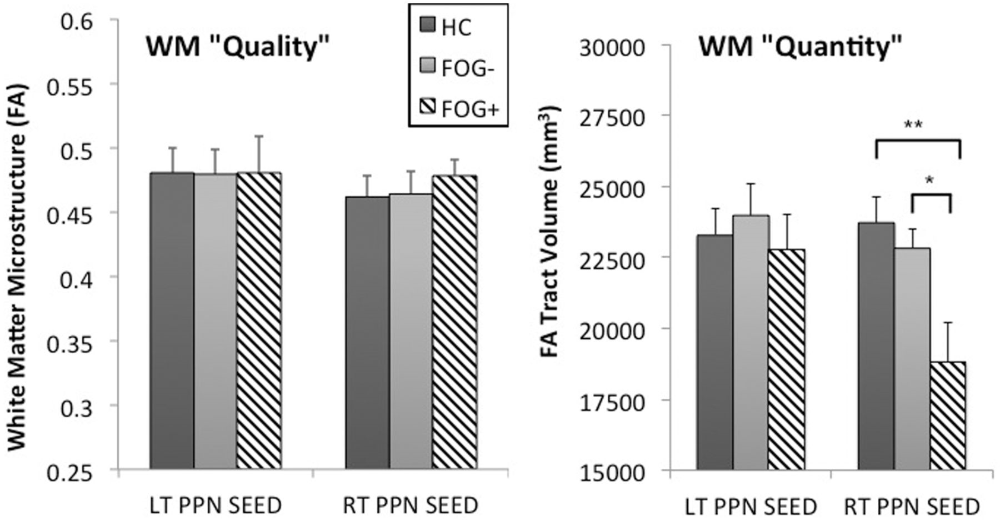 WM "Quality"
HC
FOG-
FOG+
White Matter Microstructure (FA)
0.6
0.55
0.5
0.45
0.4
0.35
0.3
0.25
LT PPN SEED
RT PPN SEED
WM "Quantity"
FA Tract Volume (mm³)
30000
27500
25000
22500
20000
17500
15000
**
*
LT PPN SEED
RT PPN SEED